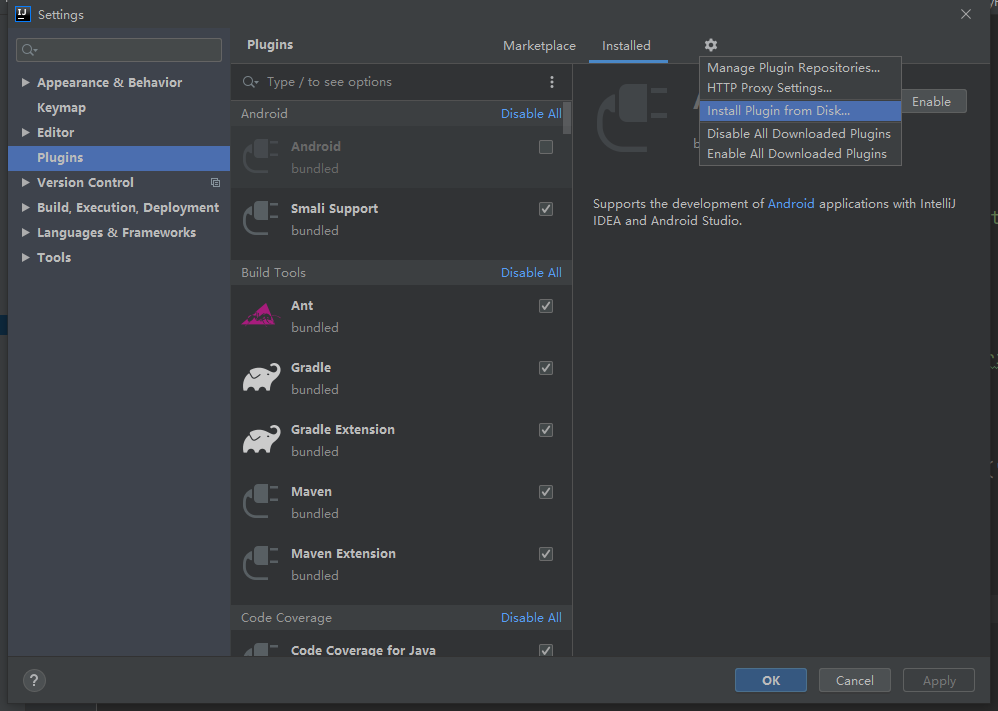 Settings
Appearance & Behavior
Keymap
Editor
Plugins
Version Control
Build, Execution, Deployment
Languages & Frameworks
Tools
Plugins
Marketplace
Installed
Type / to see options
Android
Disable All
Android
bundled
Smali Support
bundled
Build Tools
Disable All
Ant
bundled
Gradle
bundled
Gradle Extension
bundled
Maven
bundled
Maven Extension
bundled
Code Coverage
Disable All
Code Coverage for Java
Manage Plugin Repositories...
HTTP Proxy Settings...
Install Plugin from Disk...
Disable All Downloaded Plugins
Enable All Downloaded Plugins
Enable
Supports the development of Android applications with IntelliJ
IDEA and Android Studio.
?
OK
Cancel
Apply